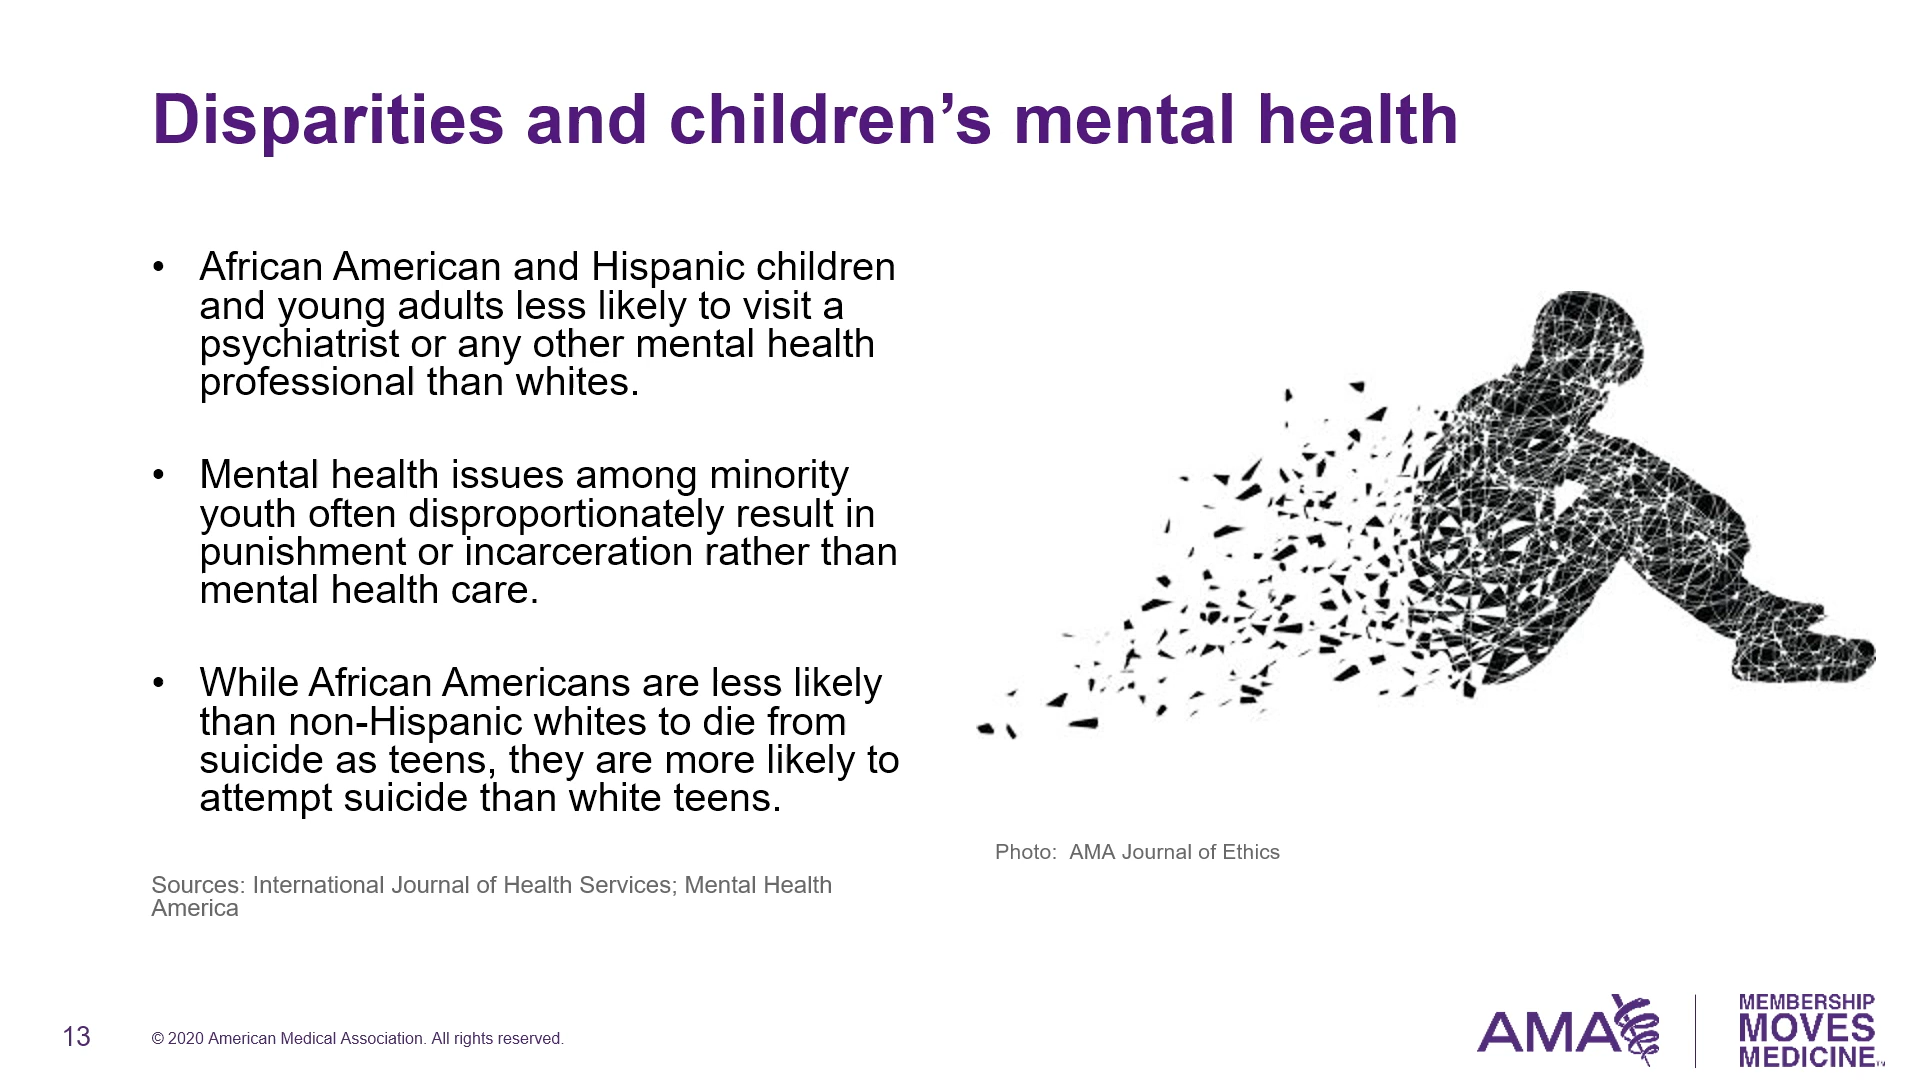 Disparities and children’s mental health
• African American and Hispanic children
and young adults less likely to visit a
psychiatrist or any other mental health
professional than whites.
• Mental health issues among minority
youth often disproportionately result in
punishment or incarceration rather than
mental health care.
• While African Americans are less likely
than non-Hispanic whites to die from
suicide as teens, they are more likely to
attempt suicide than white teens.
Photo:  AMA Journal of Ethics
Sources: International Journal of Health Services; Mental Health
America
13
© 2020 American Medical Association. All rights reserved.
AMA
MEMBERSHIP
MOVES
MEDICINE™